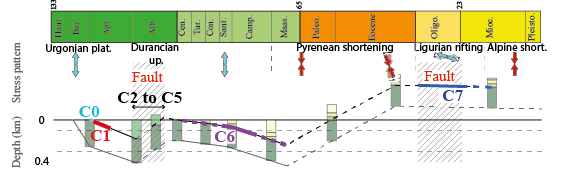 133
65
23
Haut.
Bar.
Apt.
Alb.
Cen.
Tur.
Con.
Sant.
Camp.
Maas.
Paleo.
Eocene
Oligo.
Mioc.
Pleisto
Urgonian plat.
Durancian
up.
Pyrenean shortening
Ligurian rifting
Alpine short.
Stress pattern
Fault
Fault
C0
C2 to C5
C7
C1
C6
Depth (km)
0
0.4